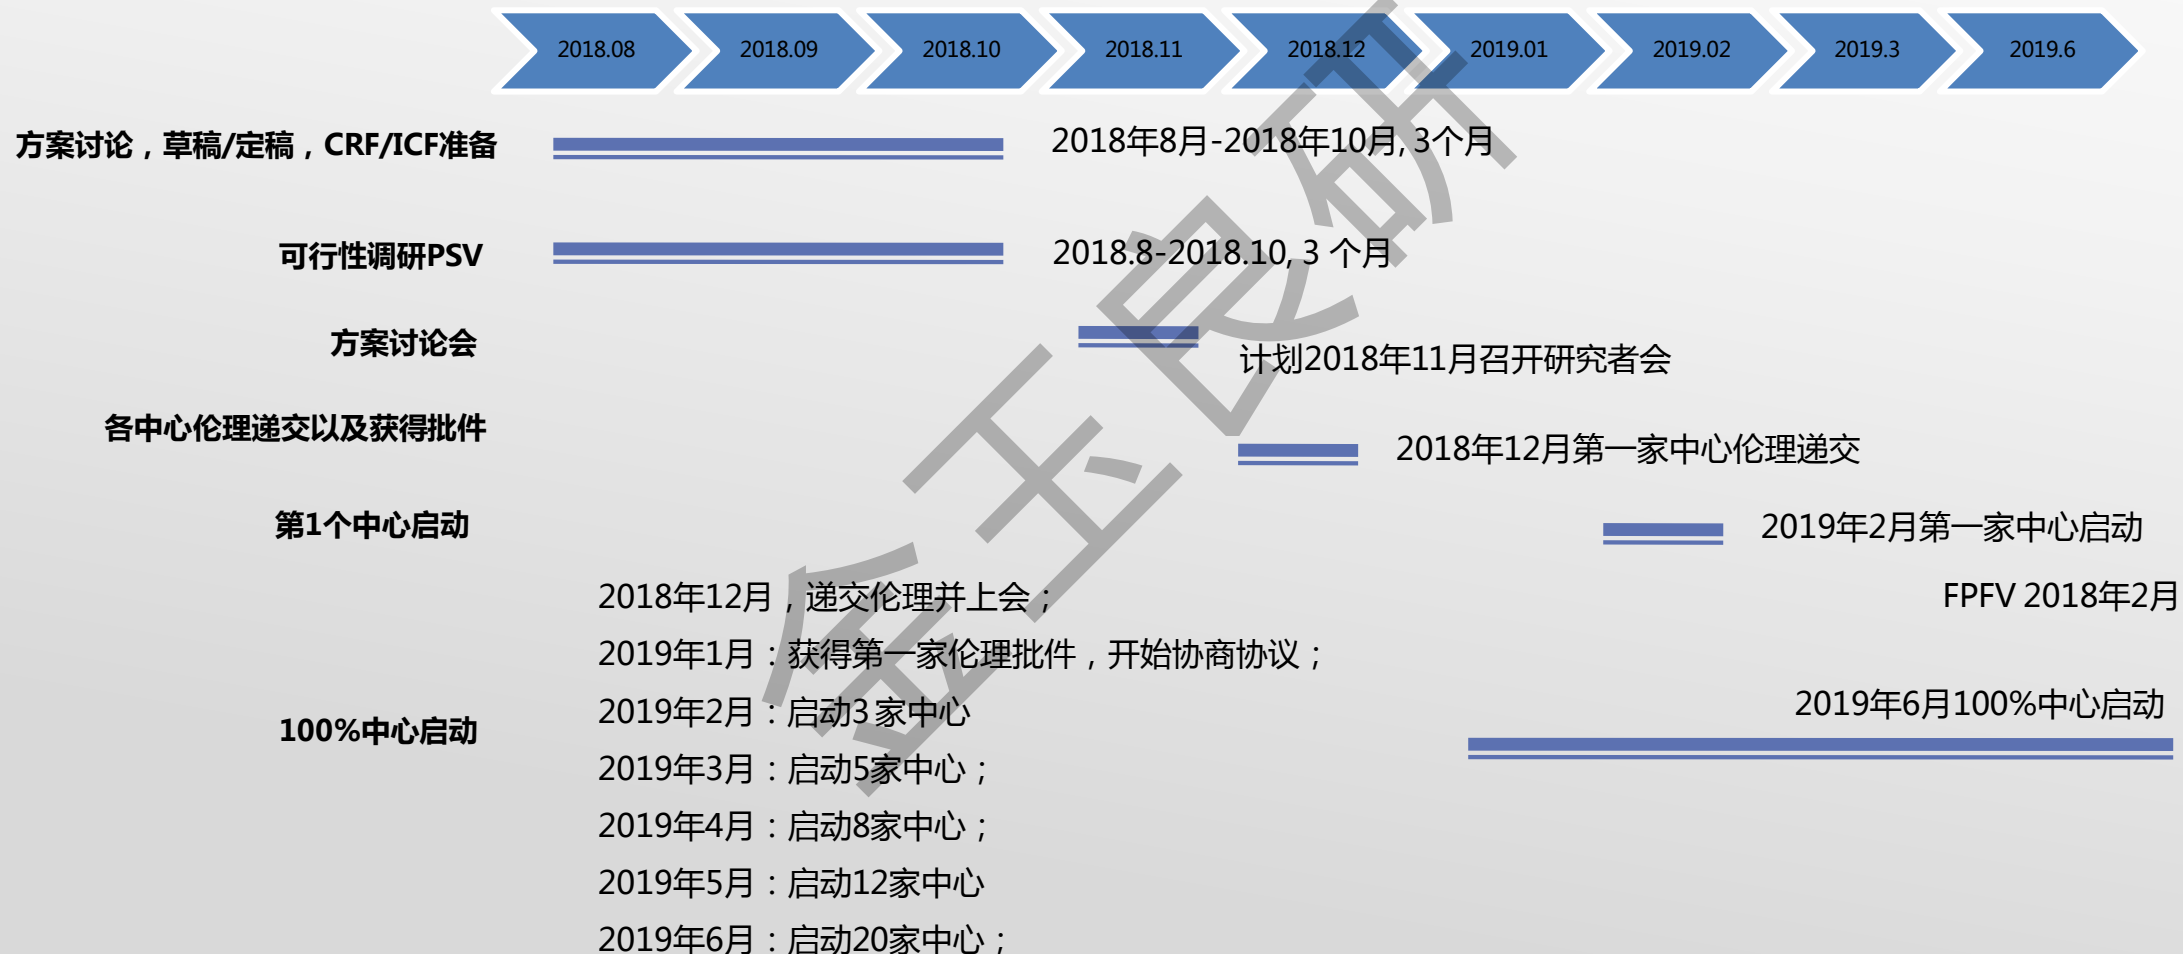 2018.08 2018.09 2018.10 2018.11 2018.12 2019.01 2019.02 2019.3 2019.6
方案讨论，草稿/定稿，CRF/ICF准备
2018年8月-2018年10月, 3个月
可行性调研PSV
2018.8-2018.10, 3 个月
方案讨论会
计划2018年11月召开研究者会
各中心伦理递交以及获得批件
2018年12月第一家中心伦理递交
第1个中心启动
2019年2月第一家中心启动
FPFV 2018年2月
100%中心启动
2018年12月，递交伦理并上会；
2019年1月：获得第一家伦理批件，开始协商协议；
2019年2月：启动3 家中心
2019年3月：启动5家中心；
2019年4月：启动8家中心；
2019年5月：启动12家中心
2019年6月：启动20家中心；
2019年6月100%中心启动
金玉良研